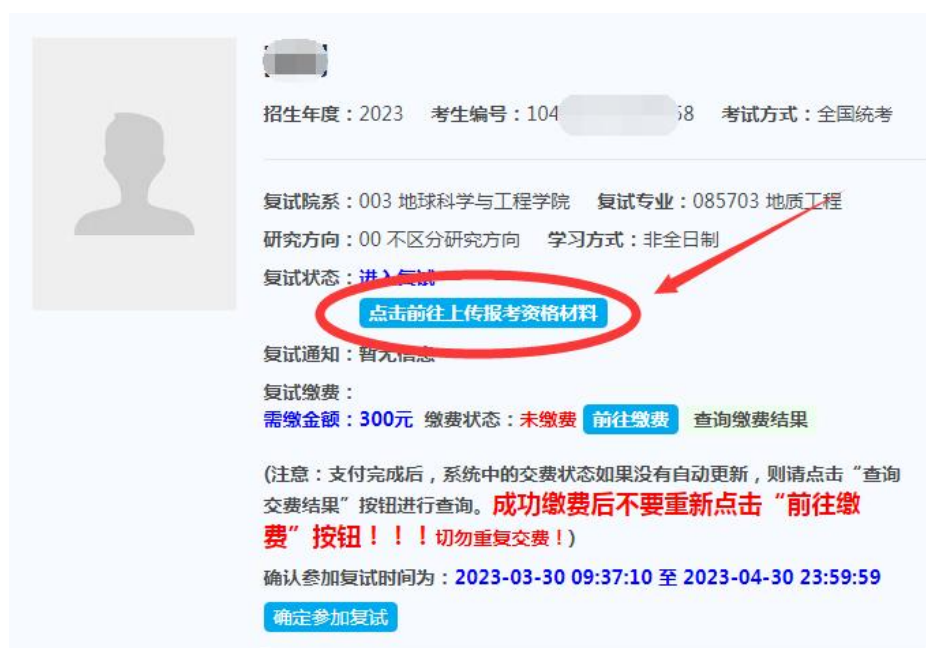 招生年度：2023 考生编号：104 58 考试方式：全国统考
复试院系：003 地球科学与工程学院 复试专业：085703 地质工程
研究方向：00 不区分研究方向 学习方式：非全日制
复试状态：进入复试
点击前往上传报考资格材料
复试通知：暂无信息
复试缴费：
需缴金额：300元 缴费状态：未缴费 前往缴费 查询缴费结果
(注意：支付完成后，系统中的交费状态如果没有自动更新，则请点击“查询
交费结果”按钮进行查询。成功缴费后不要重新点击“前往缴
费”按钮！！！切勿重复交费！)
确认参加复试时间为：2023-03-30 09:37:10 至 2023-04-30 23:59:59
确定参加复试